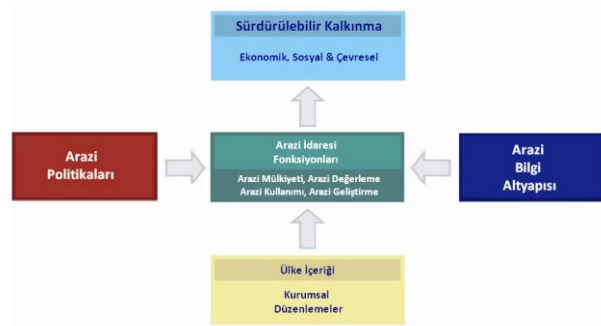 Sürdürülebilir Kalkınma
Ekonomik, Sosyal & Çevresel
Arazi
Politikaları
Arazi İdaresi
Fonksiyonları
Arazi Mülkiyeti, Arazi Değerleme
Arazi Kullanımı, Arazi Geliştirme
Arazi
Bilgi
Altyapısı
Ülke İçeriği
Kurumsal
Düzenlemeler